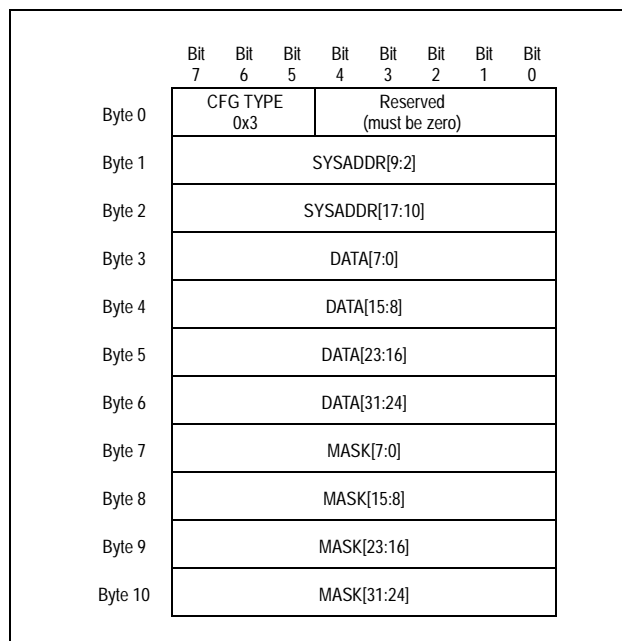 Bit Bit Bit Bit Bit Bit Bit Bit
7 6 5 4 3 2 1 0
Byte 0 CFG TYPE Reserved
0x3 (must be zero)
Byte 1 SYSADDR[9:2]
Byte 2 SYSADDR[17:10]
Byte 3 DATA[7:0]
Byte 4 DATA[15:8]
Byte 5 DATA[23:16]
Byte 6 DATA[31:24]
Byte 7 MASK[7:0]
Byte 8 MASK[15:8]
Byte 9 MASK[23:16]
Byte 10 MASK[31:24]